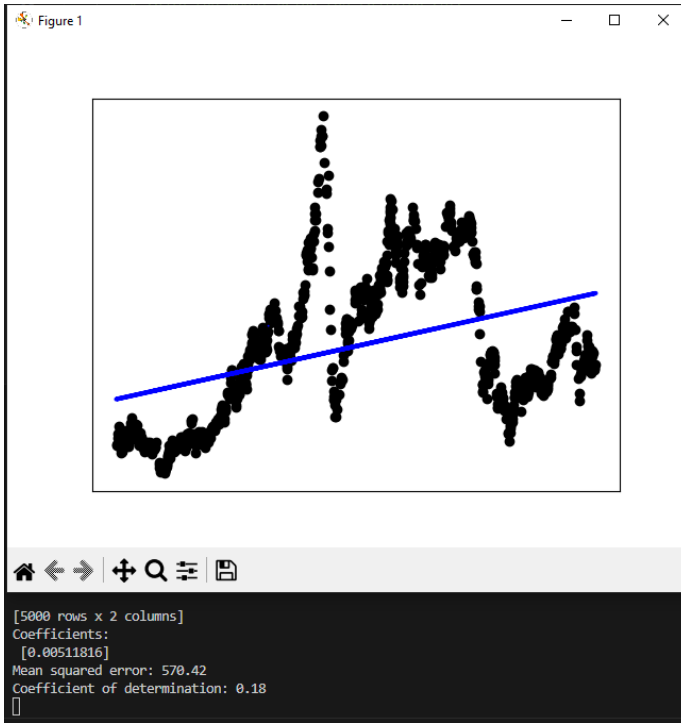 Figure 1
[5000 rows x 2 columns]
Coefficients:
[0.00511816]
Mean squared error: 570.42
Coefficient of determination: 0.18